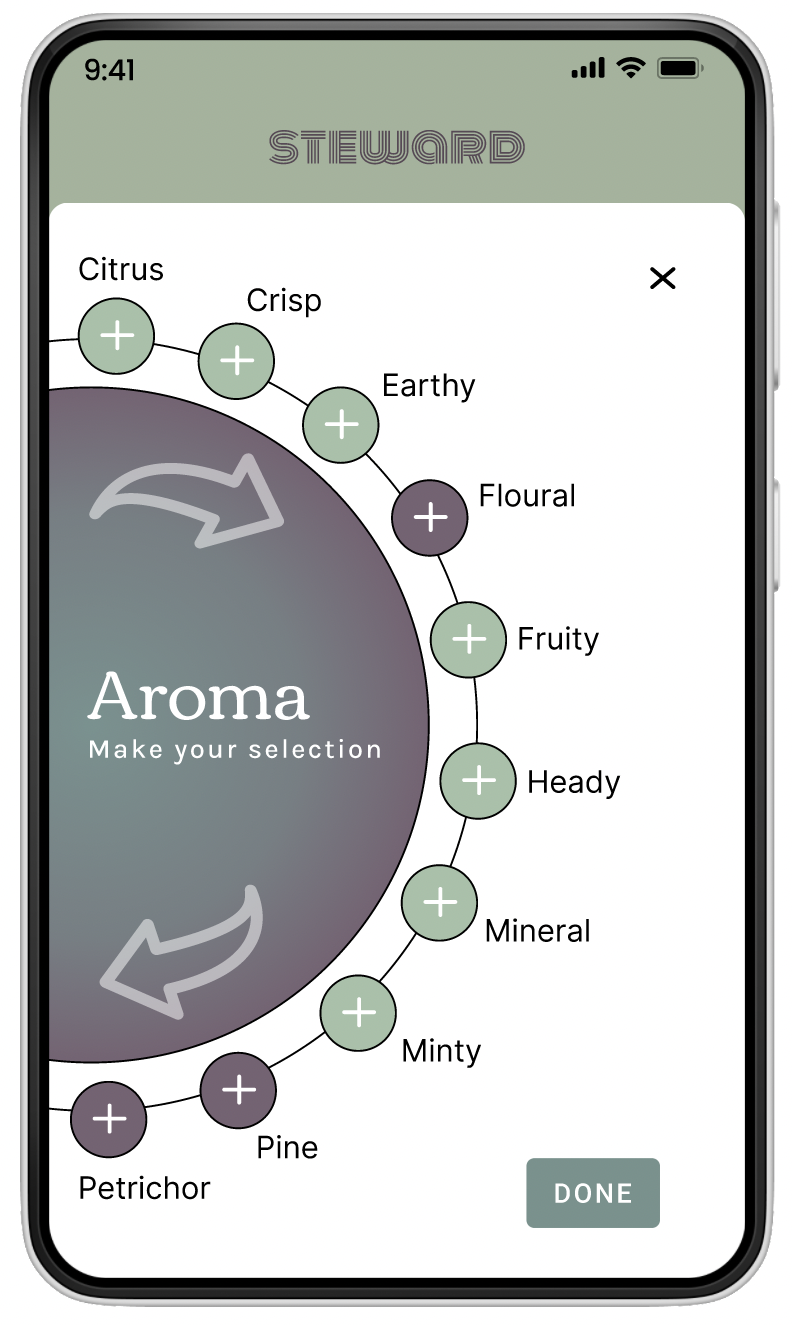 9:41
STEWARD
Citrus
Crisp
Earthy
Floural
Fruity
Aroma
Make your selection
Heady
Mineral
Minty
Pine
Petrichor
DONE